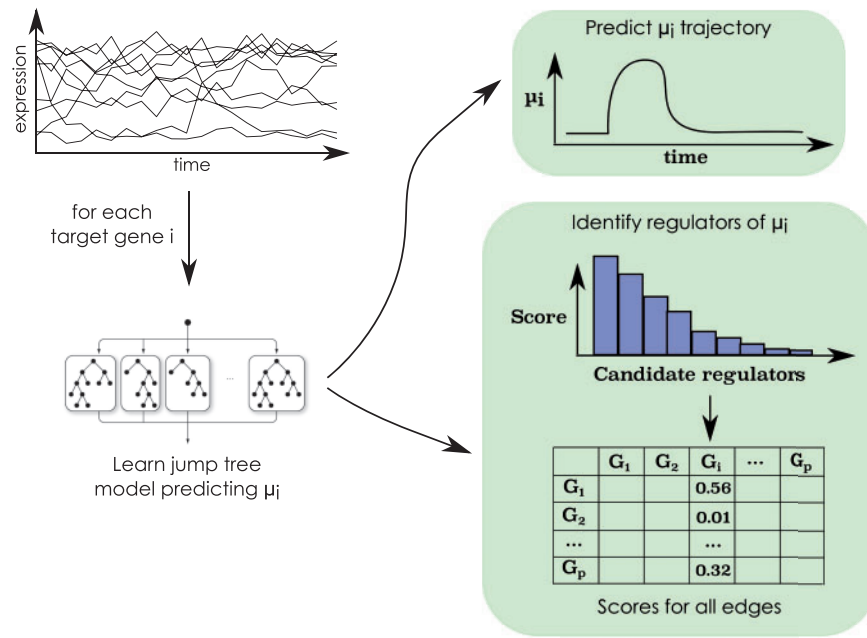 expression
time
for each
target gene i
...
Learn jump tree
model predicting μi
Predict μi trajectory
μi
time
Identify regulators of μi
Score
Candidate regulators
G1 G2 Gi ... Gp
G1 0.56
G2 0.01
... ...
Gp 0.32
Scores for all edges